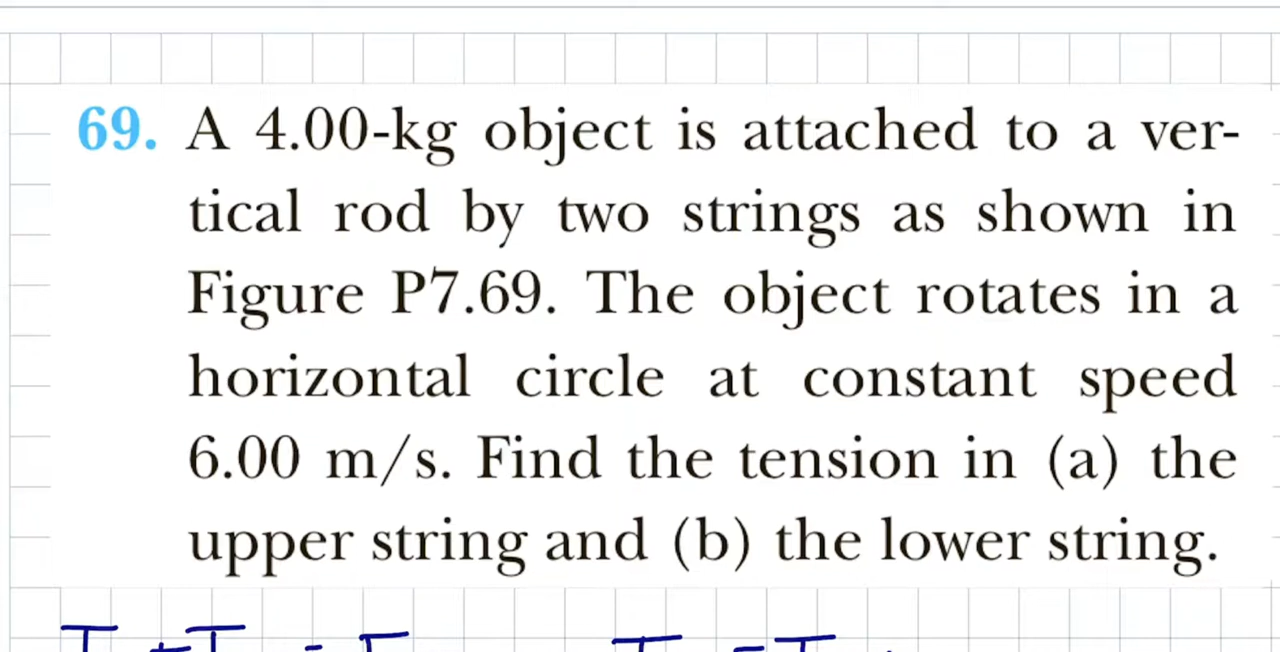 69. A 4.00-kg object is attached to a ver-
tical rod by two strings as shown in
Figure P7.69. The object rotates in a
horizontal circle at constant speed
6.00 m/s. Find the tension in (a) the
upper string and (b) the lower string.